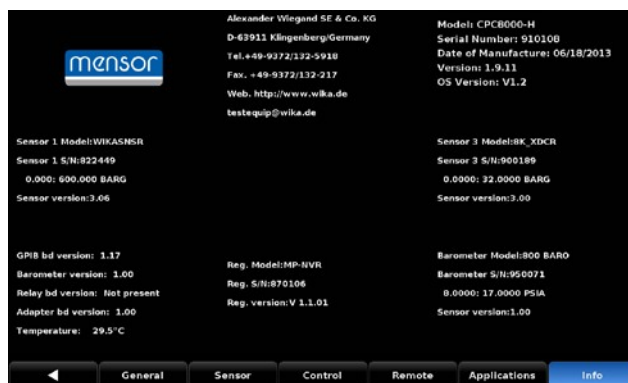 mensor
Alexander Wiegand SE & Co. KG
D-63911 Klingenberg/Germany
Tel.+49-9372/132-5918
Fax. +49-9372/132-217
Web. http://www.wika.de
testequip@wika.de
Model: CPC8000-H
Serial Number: 910108
Date of Manufacture: 06/18/2013
Version: 1.9.11
OS Version: V1.2
Sensor 1 Model:WIKASNSR
Sensor 1 S/N:822449
0.000: 600.000 BARG
Sensor version:3.06
Sensor 3 Model:8K_XDCR
Sensor 3 S/N:900189
0.0000: 32.0000 BARG
Sensor version:3.00
GPIB bd version: 1.17
Barometer version: 1.00
Relay bd version: Not present
Adapter bd version: 1.00
Temperature: 29.5°C
Reg. Model:MP-NVR
Reg. S/N:870106
Reg. version:V 1.1.01
Barometer Model:800 BARO
Barometer S/N:950071
8.0000: 17.0000 PSIA
Sensor version:1.00
General Sensor Control Remote Applications Info